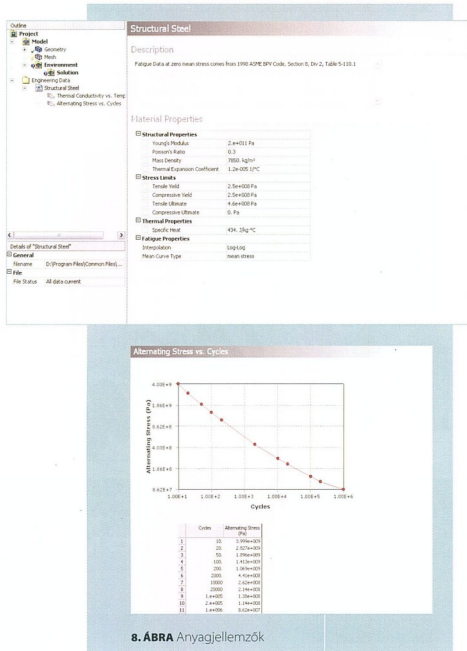 Outline
Project
Model
Geometry
Mesh
Environment
Solution
Engineering Data
Structural Steel
Thermal Conductivity vs. Temp
Alternating Stress vs. Cycles
Details of "Structural Steel"
General
Filename D:\Program Files\Common Files\...
File
File Status All data current
Structural Steel
Description
Fatigue Data at zero mean stress comes from 1998 ASME BPV Code, Section 8, Div 2, Table 5-110.1
Material Properties
Structural Properties
Young's Modulus 2.e+011 Pa
Poisson's Ratio 0.3
Mass Density 7850. kg/m³
Thermal Expansion Coefficient 1.2e-005 1/°C
Stress Limits
Tensile Yield 2.5e+008 Pa
Compressive Yield 2.5e+008 Pa
Tensile Ultimate 4.6e+008 Pa
Compressive Ultimate 0. Pa
Thermal Properties
Specific Heat 434. J/kg·°C
Fatigue Properties
Interpolation Log-Log
Mean Curve Type mean stress
Alternating Stress vs. Cycles
Alternating Stress (Pa)
4.00E+9
8.62E+7
1.00E+1 1.00E+2 1.00E+3 1.00E+4 1.00E+5 1.00E+6
Cycles
Cycles Alternating Stress (Pa)
1 10. 3.999e+009
2 20. 2.827e+009
3 50. 1.896e+009
4 100. 1.413e+009
5 200. 1.069e+009
6 2000. 4.41e+008
7 10000 2.62e+008
8 20000 2.14e+008
9 1.e+005 1.38e+008
10 2.e+005 1.14e+008
11 1.e+006 8.62e+007
8. ÁBRA Anyagjellemzők